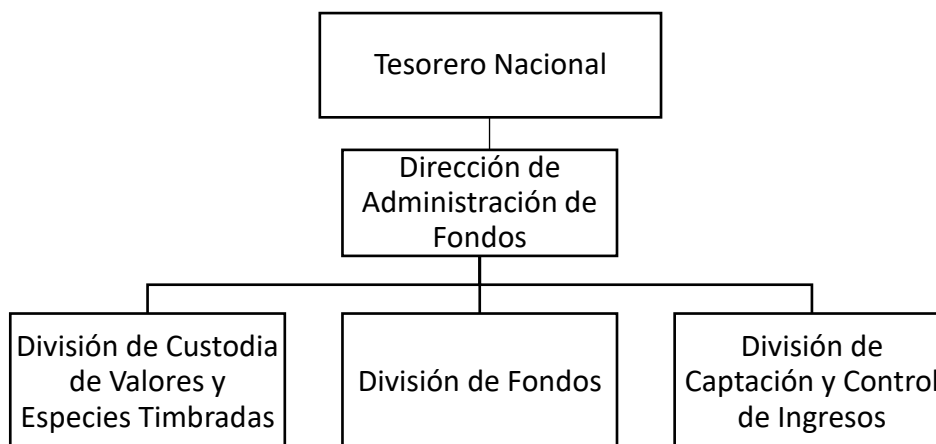 Tesorero Nacional
Dirección de
Administración de
Fondos
División de Custodia
de Valores y
Especies Timbradas
División de Fondos
División de
Captación y Control
de Ingresos